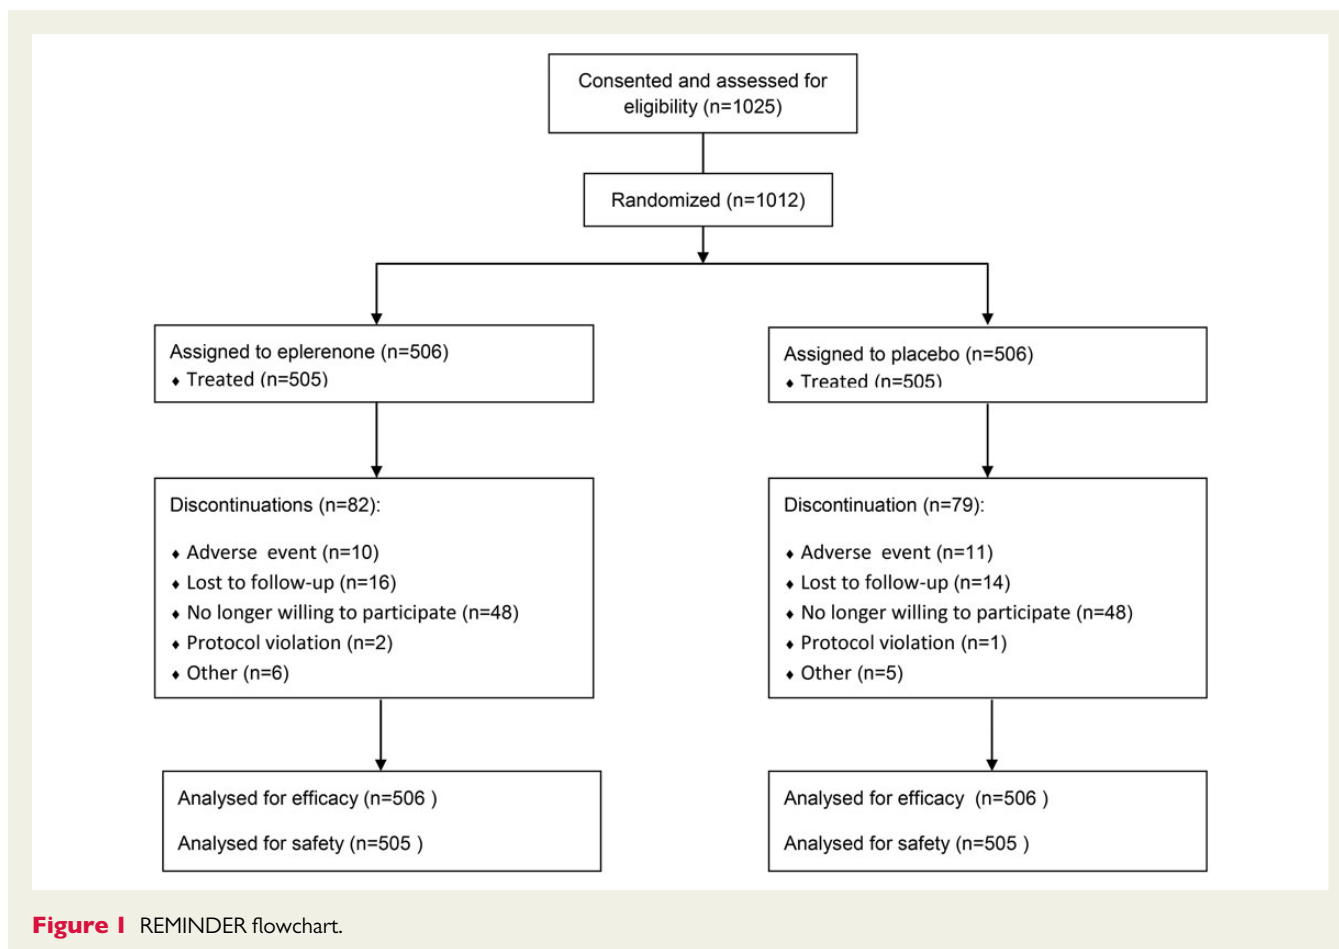 Consented and assessed for
eligibility (n=1025)
Randomized (n=1012)
Assigned to eplerenone (n=506)
♦ Treated (n=505)
Assigned to placebo (n=506)
♦ Treated (n=505)
Discontinuations (n=82):
♦ Adverse event (n=10)
♦ Lost to follow-up (n=16)
♦ No longer willing to participate (n=48)
♦ Protocol violation (n=2)
♦ Other (n=6)
Discontinuation (n=79):
♦ Adverse event (n=11)
♦ Lost to follow-up (n=14)
♦ No longer willing to participate (n=48)
♦ Protocol violation (n=1)
♦ Other (n=5)
Analysed for efficacy (n=506 )
Analysed for safety (n=505 )
Analysed for efficacy (n=506 )
Analysed for safety (n=505 )
Figure 1 REMINDER flowchart.